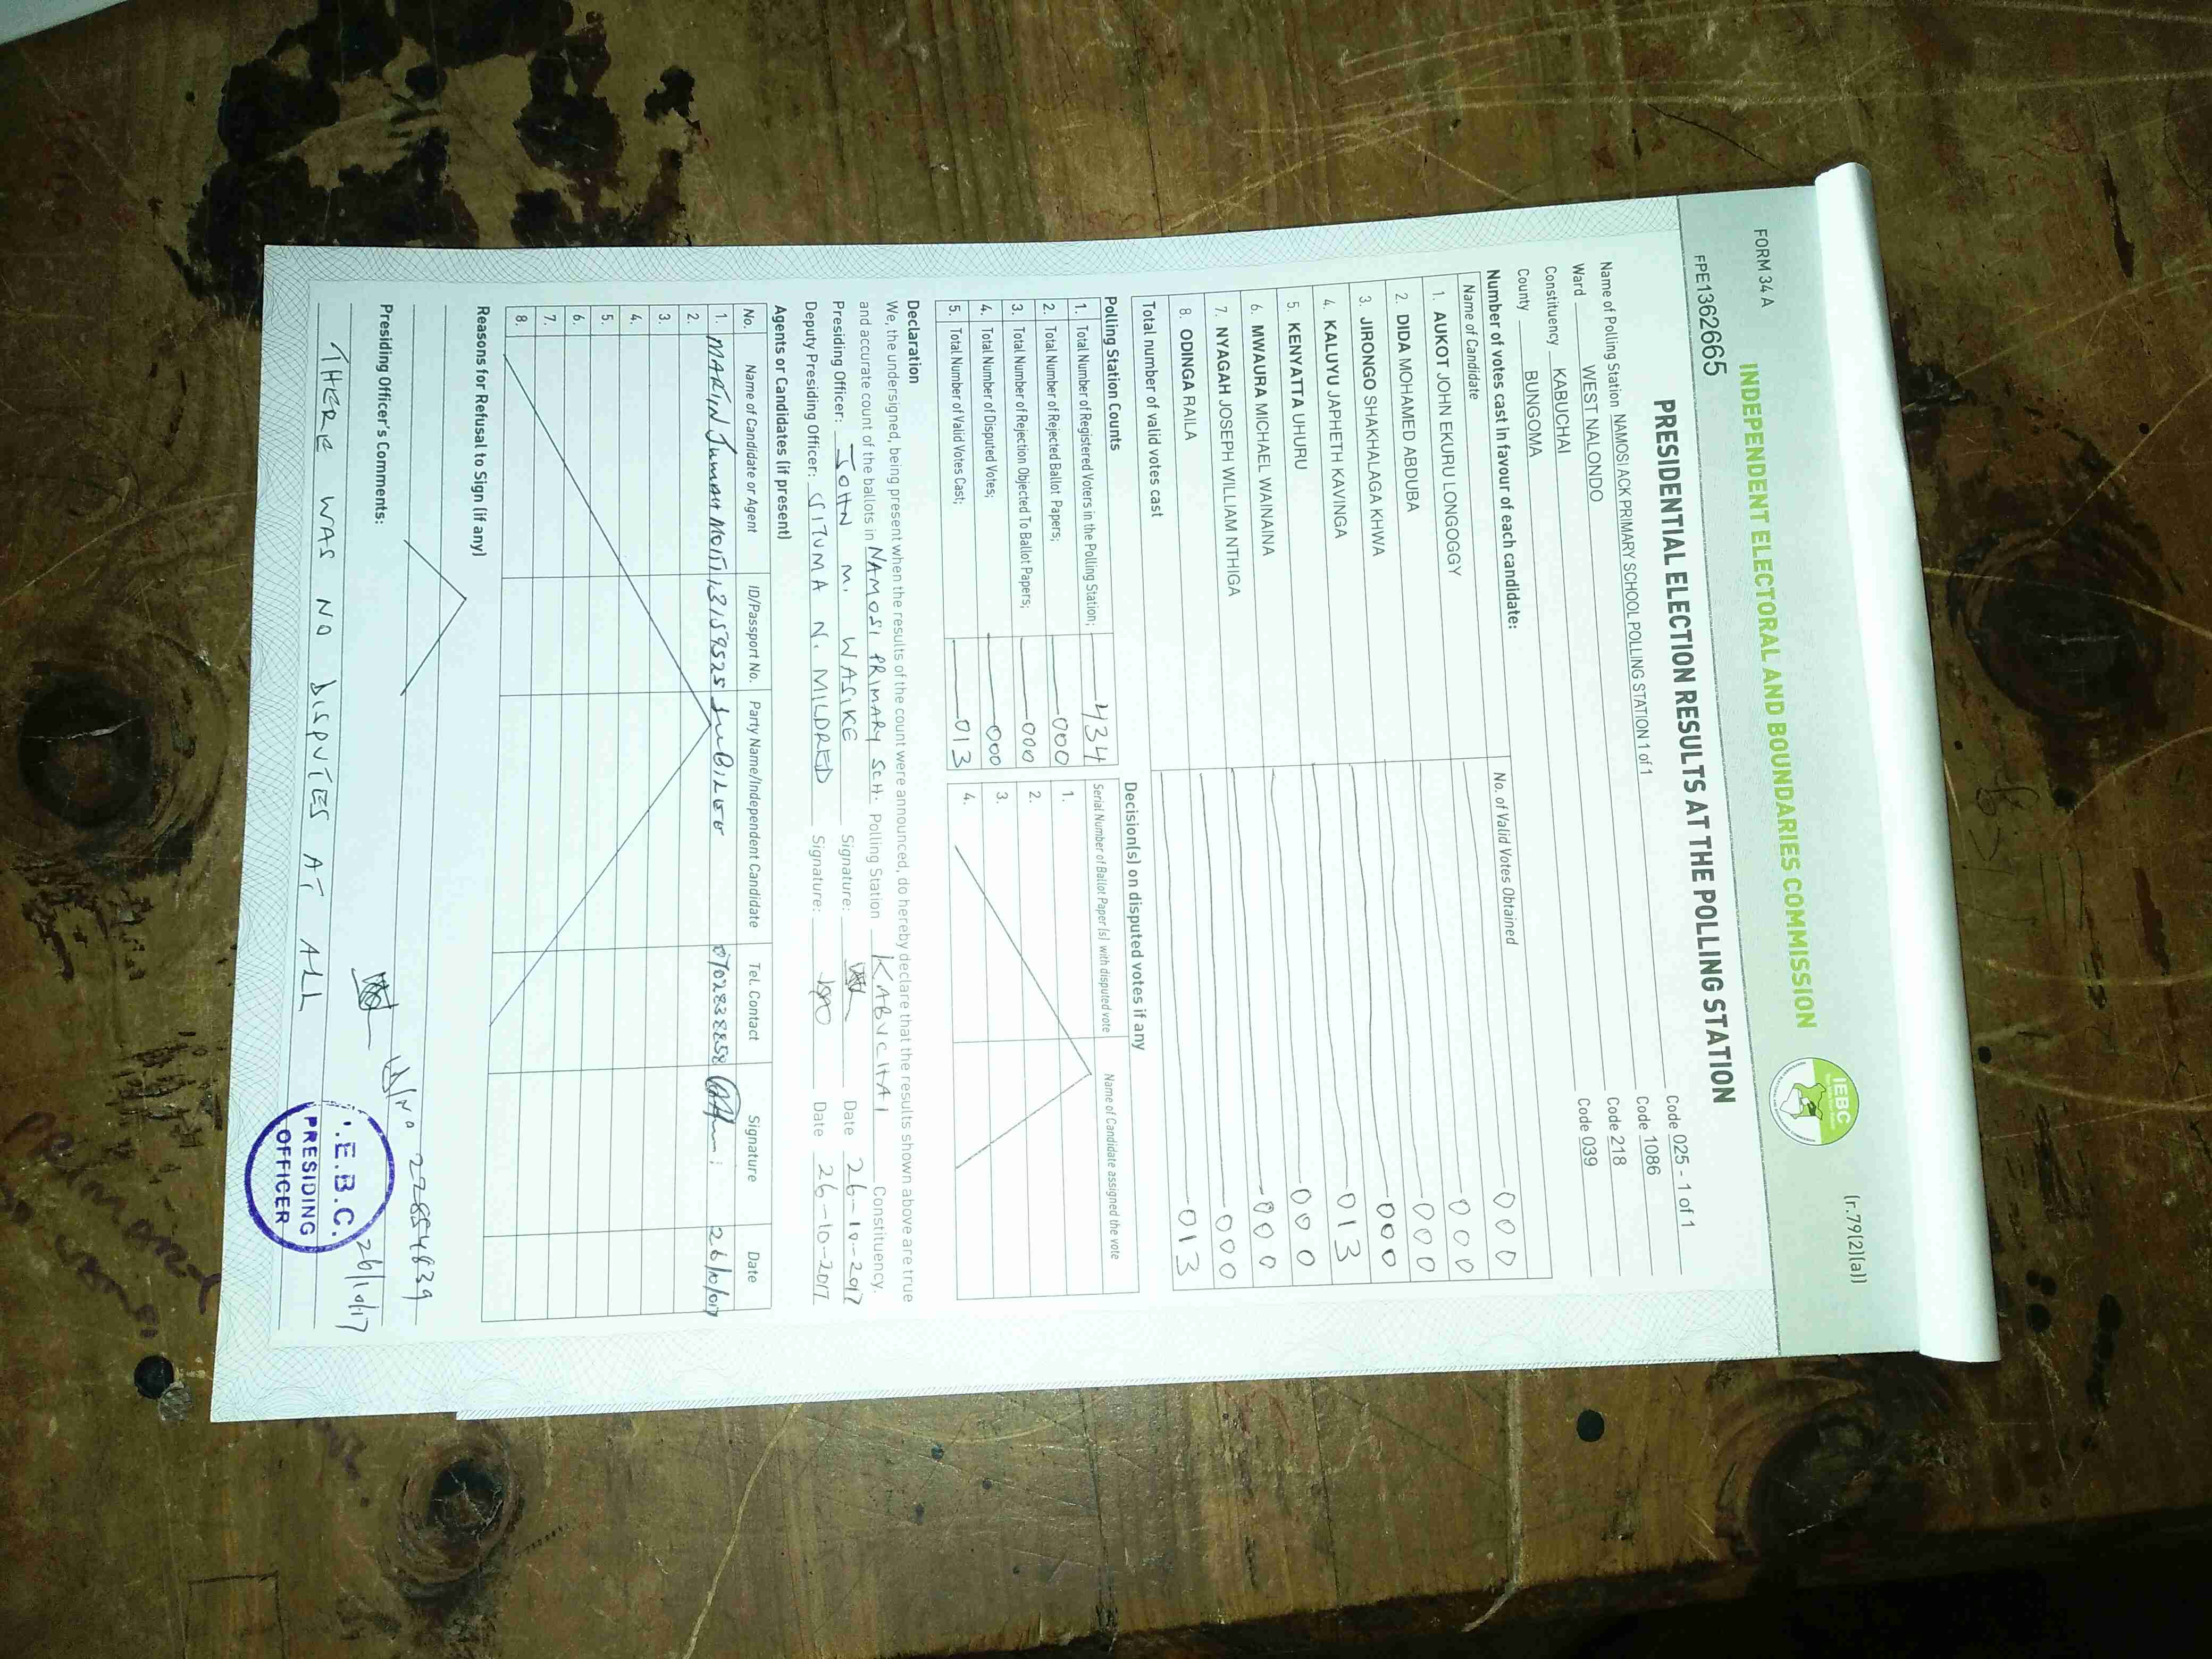 FORM 34 A
(r.79(2)(a))
INDEPENDENT ELECTORAL AND BOUNDARIES COMMISSION
IEBC
FPE1362665
PRESIDENTIAL ELECTION RESULTS AT THE POLLING STATION
Name of Polling Station NAMOSI ACK PRIMARY SCHOOL POLLING STATION 1 of 1 Code 025 - 1 of 1
Ward WEST NALONDO Code 1086
Constituency KABUCHAI Code 218
County BUNGOMA Code 039
Number of votes cast in favour of each candidate:
Name of Candidate No. of Valid Votes Obtained
1. AUKOT JOHN EKURU LONGOGGY 000
2. DIDA MOHAMED ABDUBA 000
3. JIRONGO SHAKHALAGA KHWA 000
4. KALUYU JAPHETH KAVINGA 000
5. KENYATTA UHURU 013
6. MWAURA MICHAEL WAINAINA 000
7. NYAGAH JOSEPH WILLIAM NTHIGA 000
8. ODINGA RAILA 000
Total number of valid votes cast 013
Polling Station Counts
1. Total Number of Registered Voters in the Polling Station; 434
2. Total Number of Rejected Ballot Papers; 000
3. Total Number of Rejection Objected To Ballot Papers; 000
4. Total Number of Disputed Votes; 000
5. Total Number of Valid Votes Cast; 013
Decision(s) on disputed votes if any
Serial Number of Ballot Paper (s) with disputed vote Name of Candidate assigned the vote
1.
2.
3.
4.
Declaration
We, the undersigned, being present when the results of the count were announced, do hereby declare that the results shown above are true
and accurate count of the ballots in NAMOSI PRIMARY SCH. Polling Station KABUCHAI Constituency.
Presiding Officer: JOHN M. WASIKE Signature: Date 26-10-2017
Deputy Presiding Officer: SITUMA N. MILDRED Signature: Date 26-10-2017
Agents or Candidates (if present)
No. Name of Candidate or Agent ID/Passport No. Party Name/Independent Candidate Tel. Contact Signature Date
1. JUMAH 31589525 JUBILEE 0702838858 26/10/017
2.
3.
4.
5.
6.
7.
8.
Reasons for Refusal to Sign (if any)
Presiding Officer's Comments:
THERE WAS NO DISPUTES AT ALL
22854839
26/10/17
I.E.B.C.
PRESIDING
OFFICER